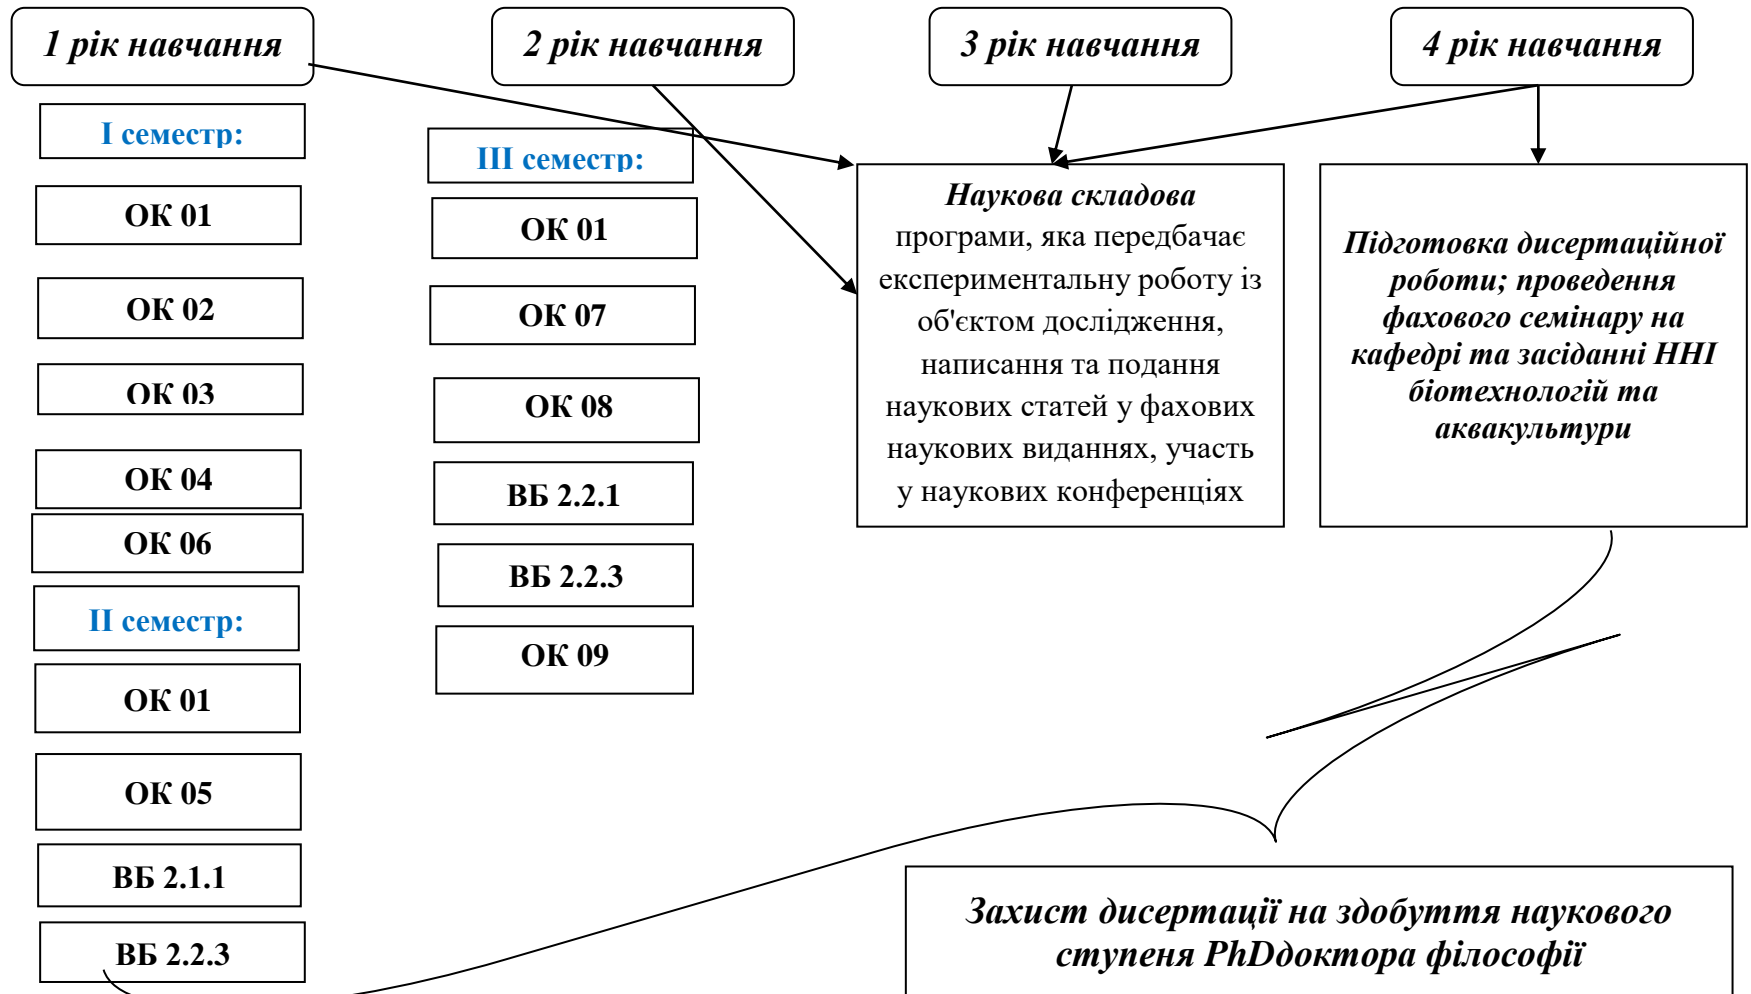 1 рік навчання
2 рік навчання
3 рік навчання
4 рік навчання
I семестр:
ОК 01
ОК 02
ОК 03
ОК 04
ОК 06
II семестр:
ОК 01
ОК 05
ВБ 2.1.1
ВБ 2.2.3
III семестр:
ОК 01
ОК 07
ОК 08
ВБ 2.2.1
ВБ 2.2.3
ОК 09
Наукова складова
програми, яка передбачає
експериментальну роботу із
об'єктом дослідження,
написання та подання
наукових статей у фахових
наукових виданнях, участь
у наукових конференціях
Підготовка дисертаційної
роботи; проведення
фахового семінару на
кафедрі та засіданні ННІ
біотехнологій та
аквакультури
Захист дисертації на здобуття наукового
ступеня PhDдоктора філософії